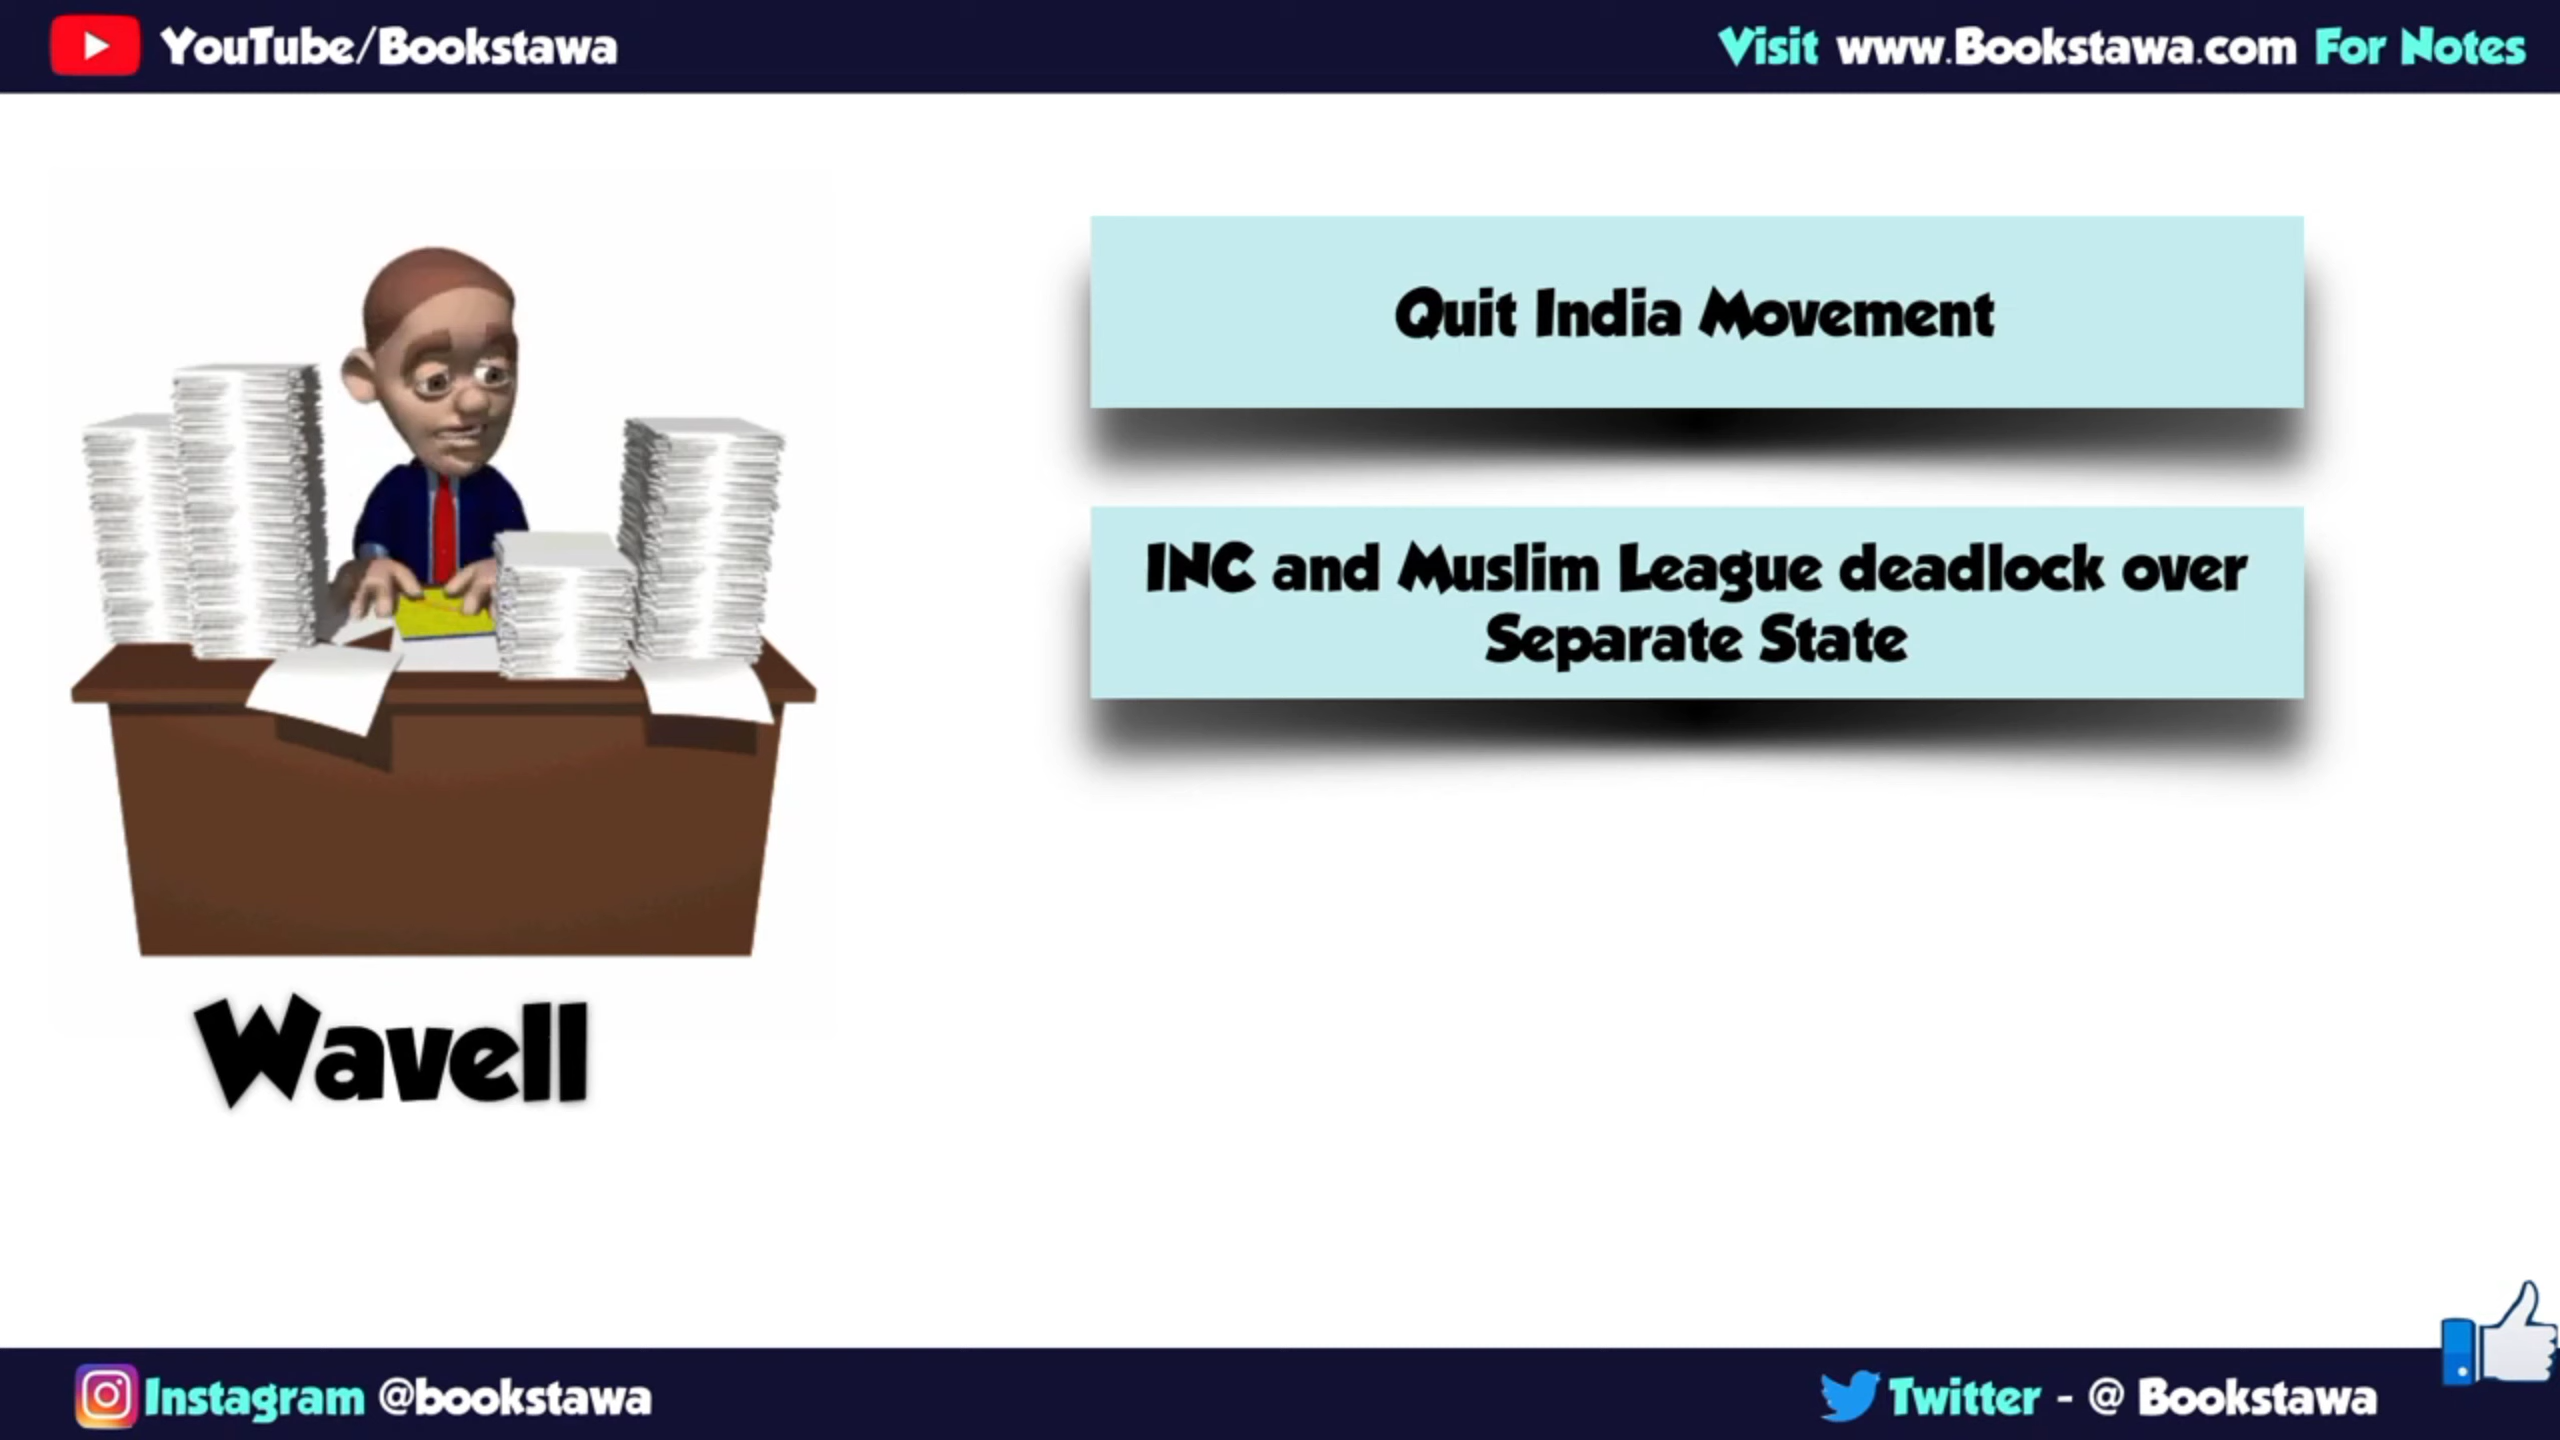 YouTube/Bookstawa
Visit www.Bookstawa.com For Notes
Quit India Movement
INC and Muslim League deadlock over
Separate State
Wavell
Instagram @bookstawa
Twitter - @ Bookstawa